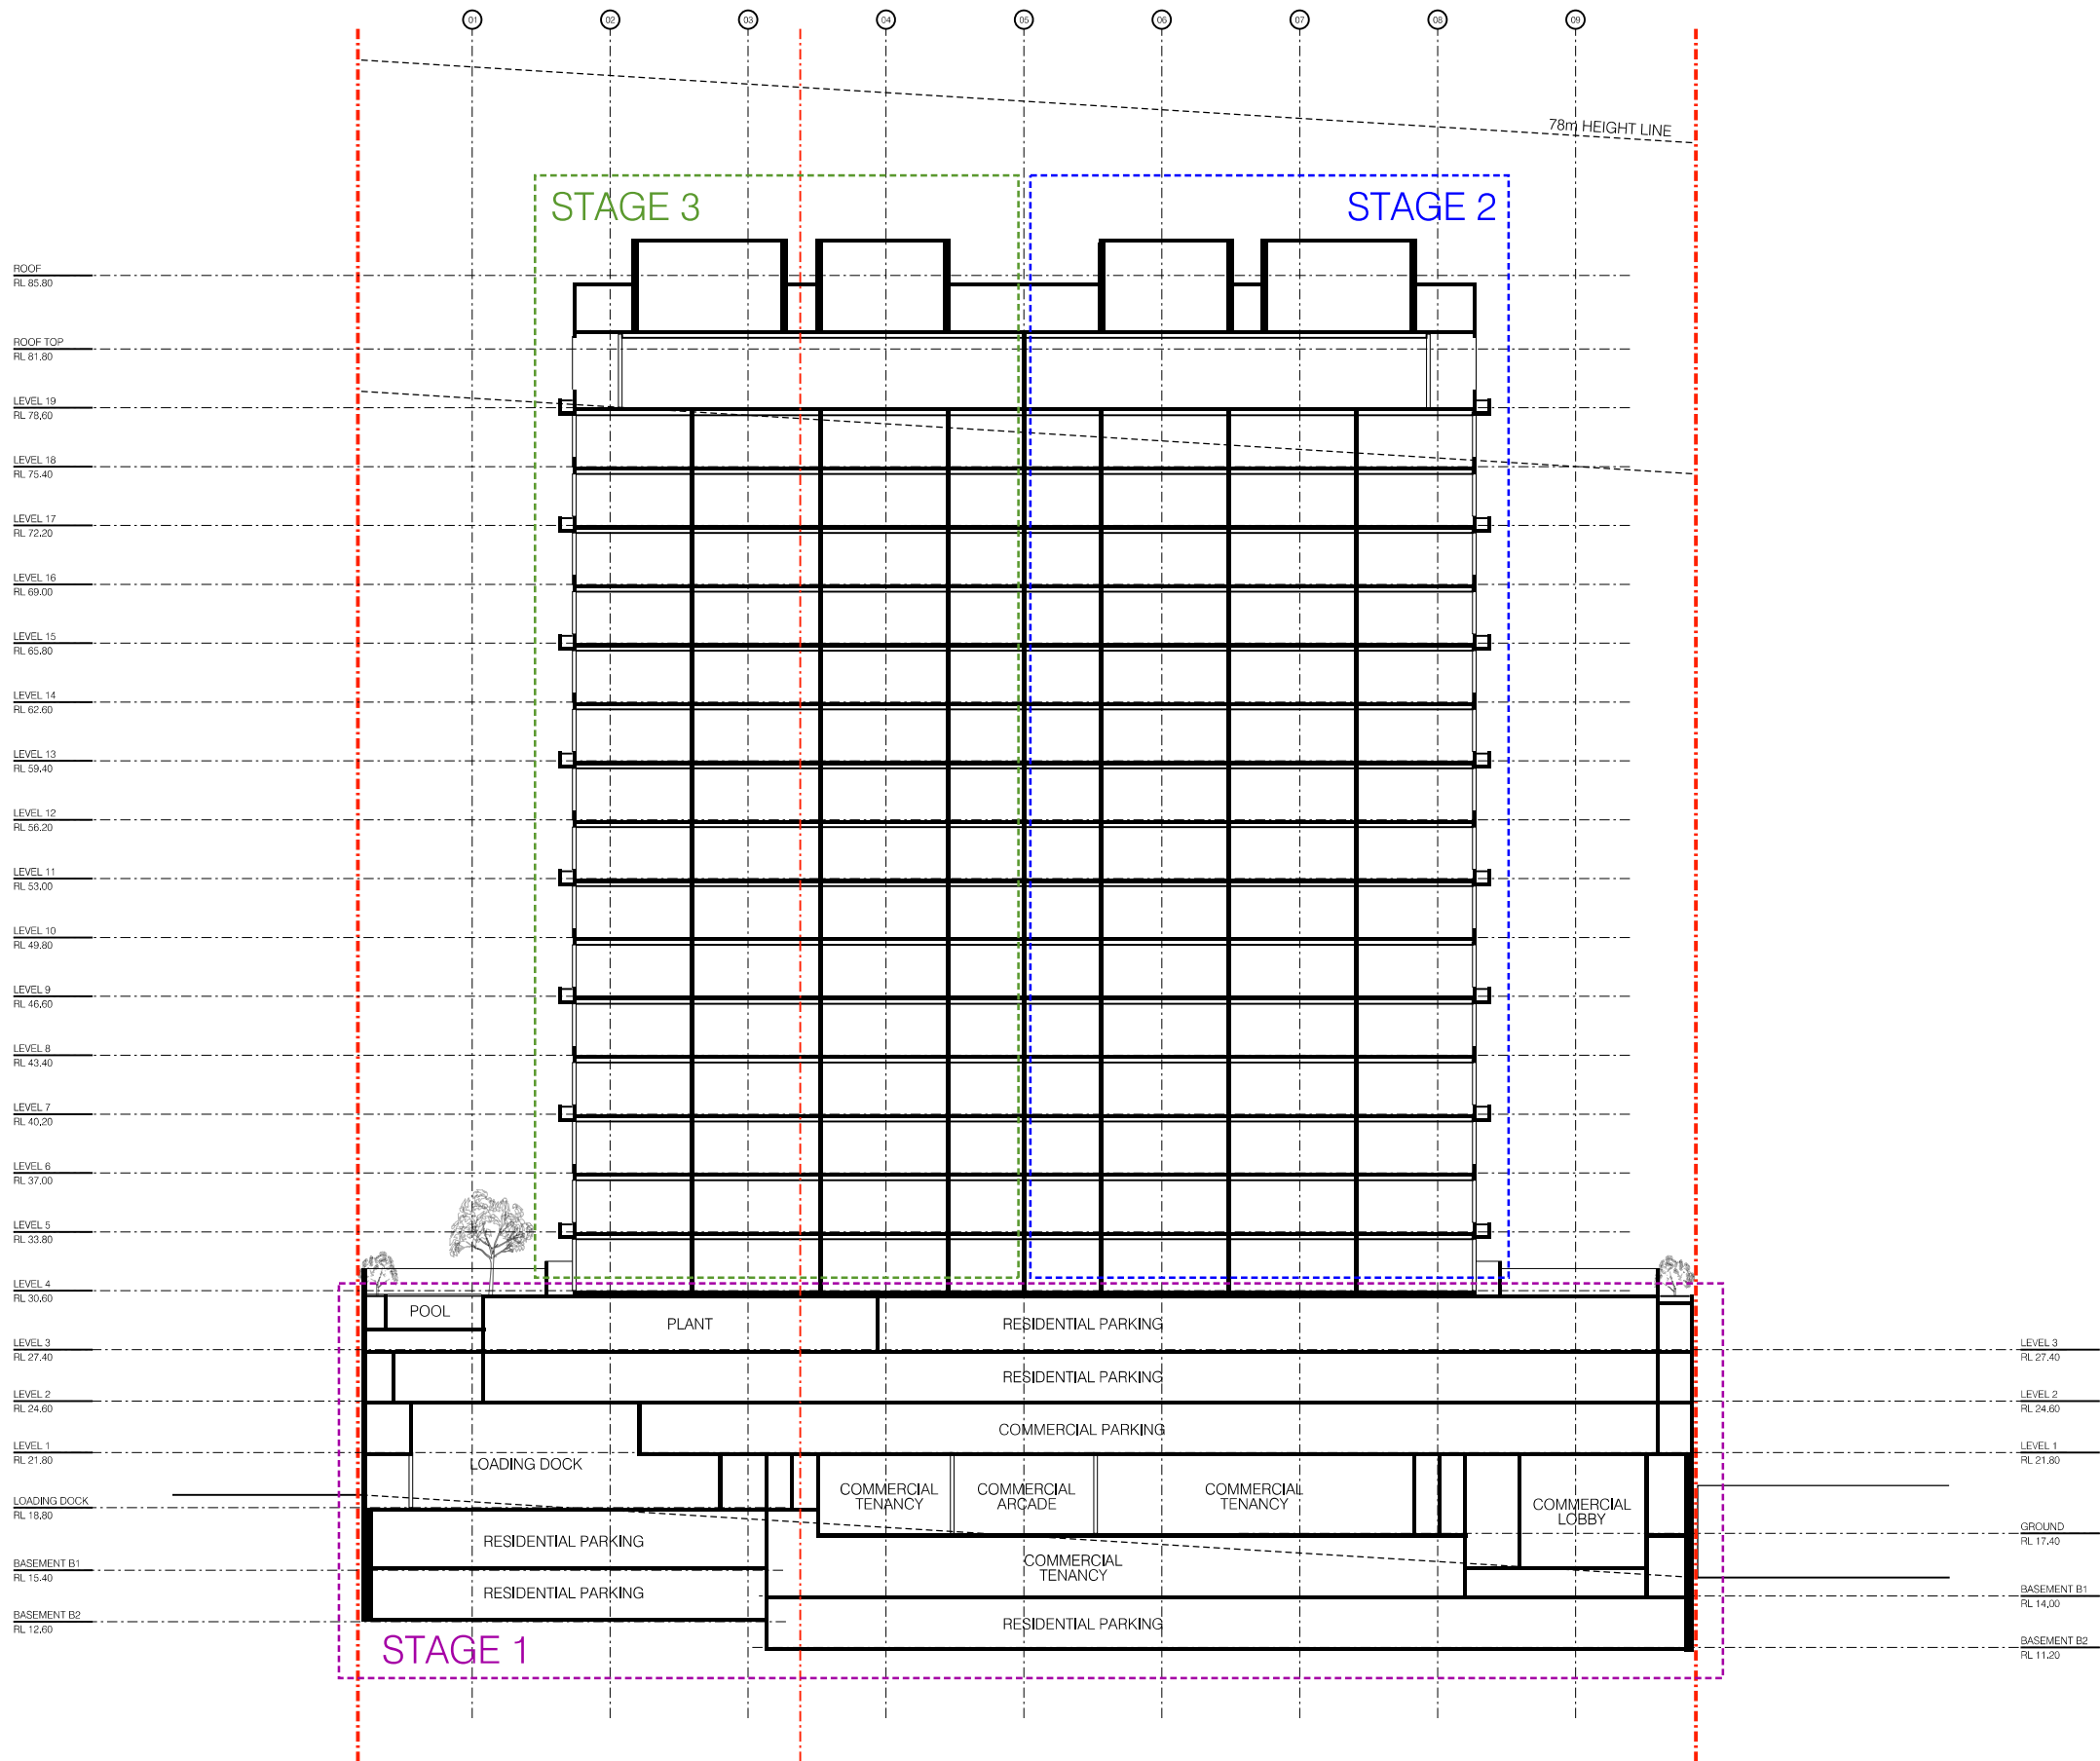 01 02 03 04 05 06 07 08 09
78m HEIGHT LINE
STAGE 3
STAGE 2
ROOF
RL 85.80
ROOF TOP
RL 81.80
LEVEL 19
RL 78.60
LEVEL 18
RL 75.40
LEVEL 17
RL 72.20
LEVEL 16
RL 69.00
LEVEL 15
RL 65.80
LEVEL 14
RL 62.60
LEVEL 13
RL 59.40
LEVEL 12
RL 56.20
LEVEL 11
RL 53.00
LEVEL 10
RL 49.80
LEVEL 9
RL 46.60
LEVEL 8
RL 43.40
LEVEL 7
RL 40.20
LEVEL 6
RL 37.00
LEVEL 5
RL 33.80
LEVEL 4
RL 30.60
LEVEL 3
RL 27.40
LEVEL 2
RL 24.60
LEVEL 1
RL 21.80
LOADING DOCK
RL 18.80
BASEMENT B1
RL 15.40
BASEMENT B2
RL 12.60
POOL
PLANT
RESIDENTIAL PARKING
RESIDENTIAL PARKING
COMMERCIAL PARKING
LOADING DOCK
COMMERCIAL
TENANCY
COMMERCIAL
ARCADE
COMMERCIAL
TENANCY
COMMERCIAL
LOBBY
RESIDENTIAL PARKING
COMMERCIAL
TENANCY
RESIDENTIAL PARKING
RESIDENTIAL PARKING
STAGE 1
LEVEL 3
RL 27.40
LEVEL 2
RL 24.60
LEVEL 1
RL 21.80
GROUND
RL 17.40
BASEMENT B1
RL 14.00
BASEMENT B2
RL 11.20